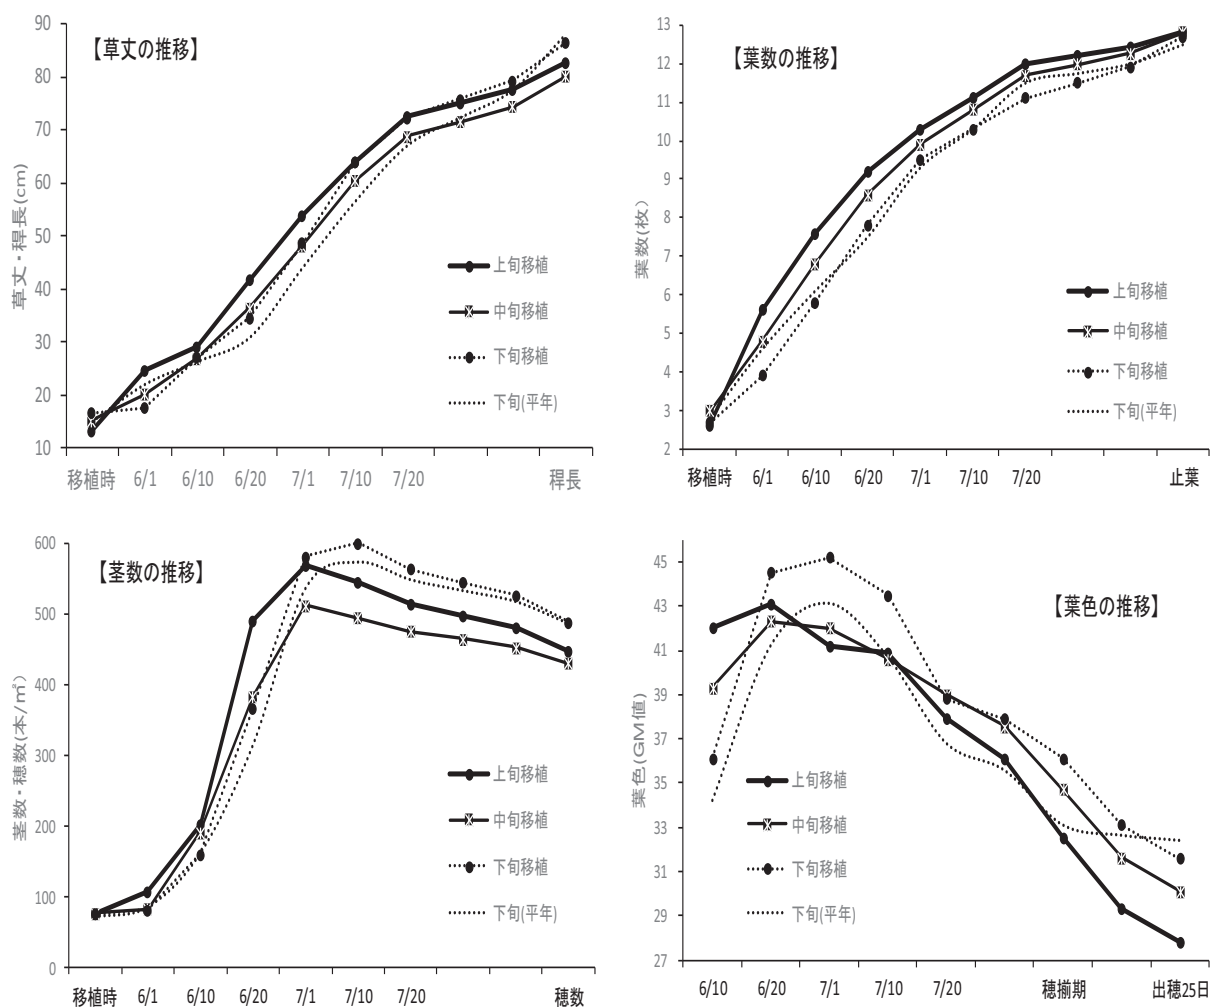 【草丈の推移】
草丈・稈長(cm)
90
80
70
60
50
40
30
20
10
上旬移植
中旬移植
下旬移植
下旬(平年)
移植時 6/1 6/10 6/20 7/1 7/10 7/20 稈長
【葉数の推移】
葉数(枚)
13
12
11
10
9
8
7
6
5
4
3
2
上旬移植
中旬移植
下旬移植
下旬(平年)
移植時 6/1 6/10 6/20 7/1 7/10 7/20 止葉
【茎数の推移】
茎数・穂数(本/㎡)
600
500
400
300
200
100
0
上旬移植
中旬移植
下旬移植
下旬(平年)
移植時 6/1 6/10 6/20 7/1 7/10 7/20 穂数
【葉色の推移】
葉色(GM値)
45
43
41
39
37
35
33
31
29
27
上旬移植
中旬移植
下旬移植
下旬(平年)
6/10 6/20 7/1 7/10 7/20 穂揃期 出穂25日